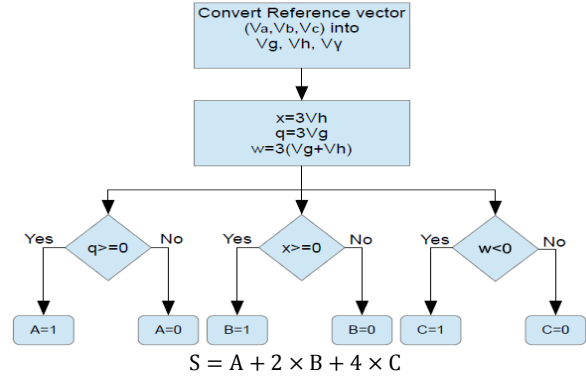 Convert Reference vector
(Va,Vb,Vc) into
Vg, Vh, Vγ
x=3Vh
q=3Vg
w=3(Vg+Vh)
Yes
q>=0
No
Yes
x>=0
No
Yes
w<0
No
A=1
A=0
B=1
B=0
C=1
C=0
S = A + 2 × B + 4 × C